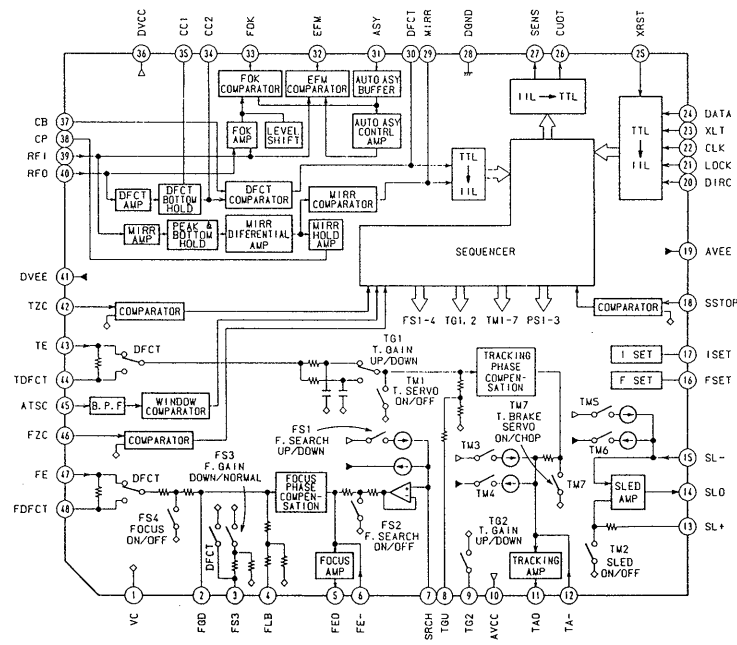 DVCC
CC1
CC2
FOK
EFM
ASY
DFCT
MIRR
DGND
SENS
COUT
XRST
36
35
34
33
32
31
30
29
28
27
26
25
FOK
COMPARATOR
EFM
COMPARATOR
AUTO ASY
BUFFER
IIL → TTL
FOK
AMP
LEVEL
SHIFT
AUTO ASY
CONTRL
AMP
CB 37
CP 38
RFI 39
RFO 40
TTL
↓
IIL
TTL
↓
IIL
24 DATA
23 XLT
22 CLK
21 LOCK
20 DIRC
DFCT
AMP
DFCT
BOTTOM
HOLD
DFCT
COMPARATOR
MIRR
COMPARATOR
MIRR
AMP
PEAK &
BOTTOM
HOLD
MIRR
DIFERENTIAL
AMP
MIRR
HOLD
AMP
SEQUENCER
19 AVEE
DVEE 41
TZC 42
COMPARATOR
FS1-4
TG1, 2
TM1-7
PS1-3
COMPARATOR
18 SSTOP
TE 43
DFCT
TDFCT 44
TG1
T. GAIN
UP/DOWN
TM1
T. SERVO
ON/OFF
TRACKING
PHASE
COMPEN-
SATION
I SET
17 ISET
F SET
16 FSET
ATSC 45
B.P.F
WINDOW
COMPARATOR
FZC 46
COMPARATOR
FS1
F. SEARCH
UP/DOWN
TM7
T. BRAKE
SERVO
ON/CHOP
TM5
TM6
TM3
TM4
TM7
15 SL-
FE 47
DFCT
FDFCT 48
FS3
F. GAIN
DOWN/NORMAL
FOCUS
PHASE
COMPEN-
SATION
SLED
AMP
14 SLO
13 SL+
FS4
FOCUS
ON/OFF
DFCT
FS2
F. SEARCH
ON/OFF
TG2
T. GAIN
UP/DOWN
TM2
SLED
ON/OFF
FOCUS
AMP
TRACKING
AMP
1
2
3
4
5
6
7
8
9
10
11
12
VC
FGD
FS3
FLB
FEO
FE-
SRCH
TGU
TG2
AVCC
TAO
TA-